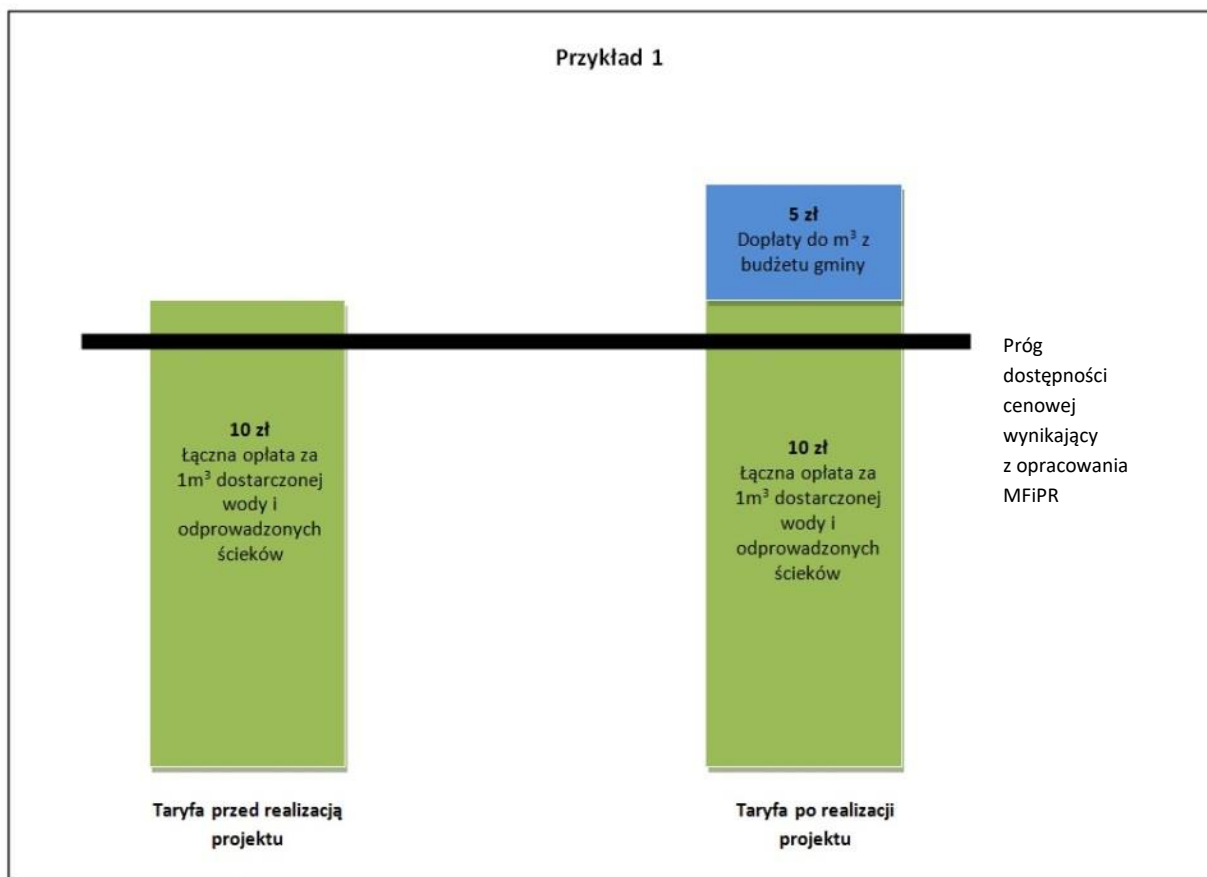 Przykład 1
5 zł
Dopłaty do m³ z
budżetu gminy
10 zł
Łączna opłata za
1m³ dostarczonej
wody i
odprowadzonych
ścieków
10 zł
Łączna opłata za
1m³ dostarczonej
wody i
odprowadzonych
ścieków
Próg
dostępności
cenowej
wynikający
z opracowania
MFiPR
Taryfa przed realizacją
projektu
Taryfa po realizacji
projektu